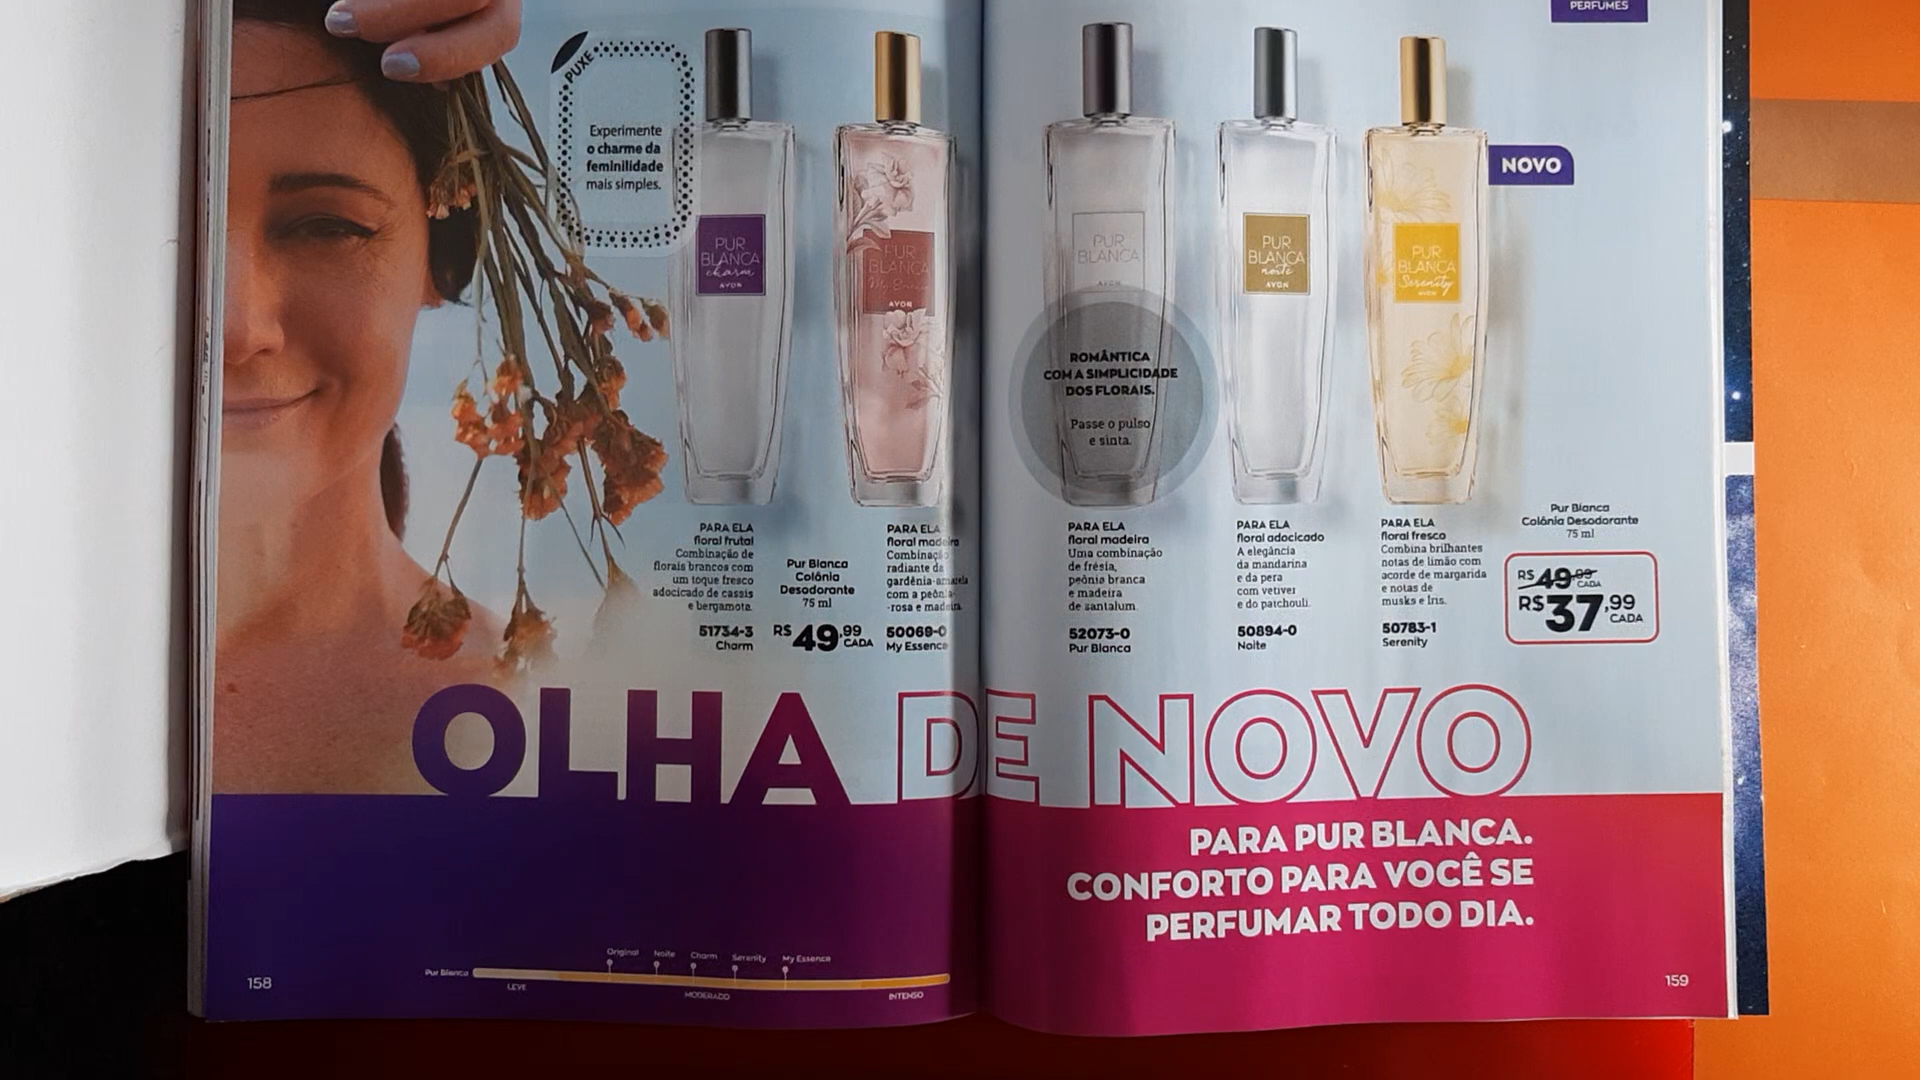 PERFUMES
PUXE
Experimente
o charme da
feminilidade
mais simples.
PUR
BLANCA
charm
AVON
PUR
BLANCA
My Essence
AVON
PUR
BLANCA
AVON
PUR
BLANCA
noite
AVON
PUR
BLANCA
Serenity
AVON
NOVO
ROMÂNTICA
COM A SIMPLICIDADE
DOS FLORAIS.
Passe o pulso
e sinta.
PARA ELA
floral frutal
Combinação de
florais brancos com
um toque fresco
adocicado de cassis
e bergamota.
51734-3
Charm
Pur Blanca
Colônia
Desodorante
75 ml
R$ 49,99
CADA
PARA ELA
floral madeira
Combinação
radiante da
gardênia-amarela
com a peônia-
-rosa e madeira.
50069-0
My Essence
PARA ELA
floral madeira
Uma combinação
de frésia,
peônia branca
e madeira
de santalum.
52073-0
Pur Blanca
PARA ELA
floral adocicado
A elegância
da mandarina
e da pera
com vetiver
e do patchouli.
50894-0
Noite
PARA ELA
floral fresco
Combina brilhantes
notas de limão com
acorde de margarida
e notas de
musks e íris.
50783-1
Serenity
Pur Blanca
Colônia Desodorante
75 ml
R$ 49,99
CADA
R$ 37,99
CADA
OLHA DE NOVO
PARA PUR BLANCA.
CONFORTO PARA VOCÊ SE
PERFUMAR TODO DIA.
Original Noite Charm Serenity My Essence
Pur Blanca
LEVE MODERADO INTENSO
158
159